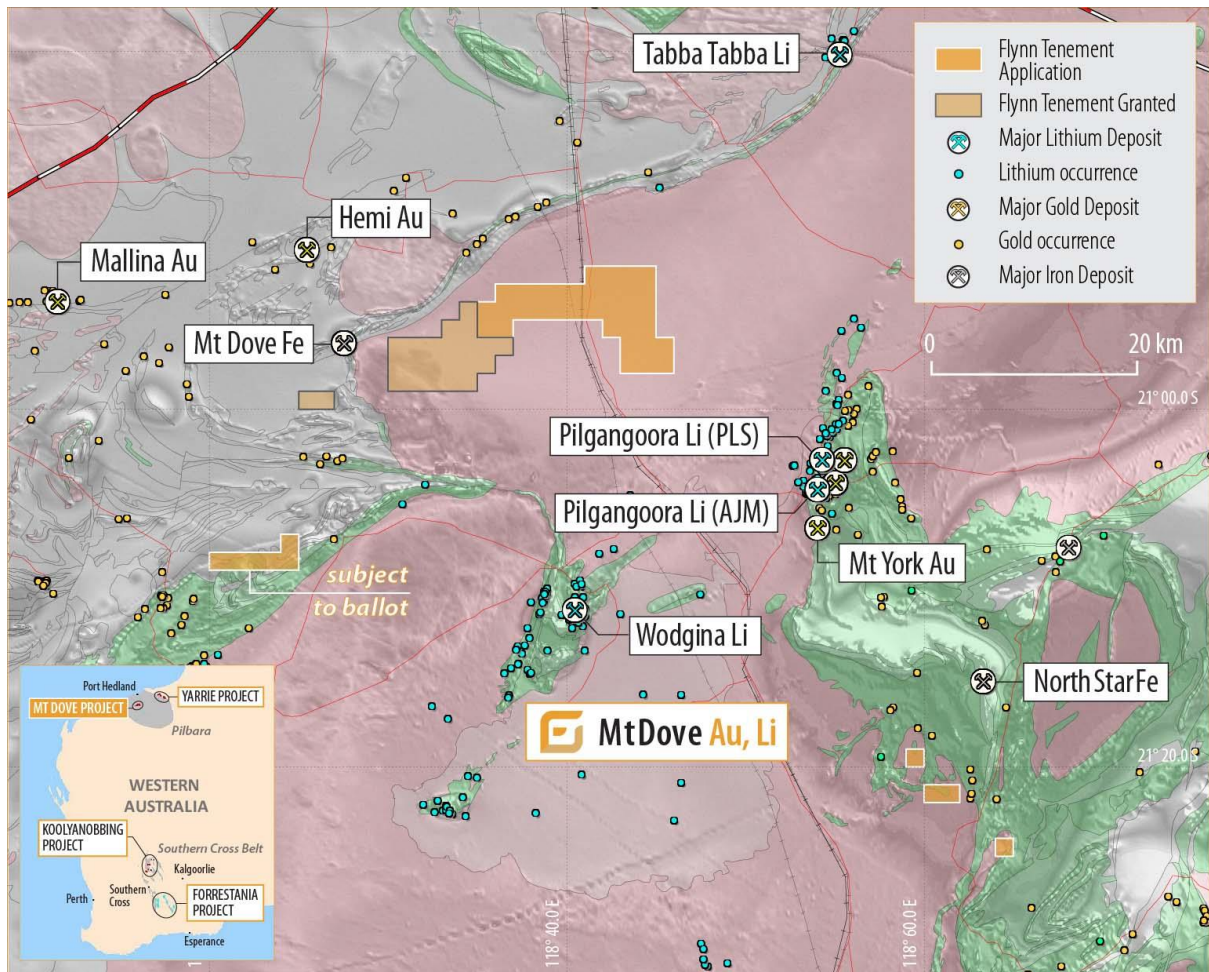 Tabba Tabba Li
Flynn Tenement
Application
Flynn Tenement Granted
Major Lithium Deposit
Lithium occurrence
Major Gold Deposit
Gold occurrence
Major Iron Deposit
Hemi Au
Mallina Au
Mt Dove Fe
0 20 km
21° 00.0 S
Pilgangoora Li (PLS)
Pilgangoora Li (AJM)
Mt York Au
subject
to ballot
Wodgina Li
North Star Fe
Mt Dove Au, Li
21° 20.0 S
Port Hedland
YARRIE PROJECT
MT DOVE PROJECT
Pilbara
WESTERN
AUSTRALIA
KOOLYANOBBING
PROJECT
Southern Cross Belt
Kalgoorlie
Perth
Southern
Cross
FORRESTANIA
PROJECT
Esperance
118° 40.0 E
118° 60.0 E